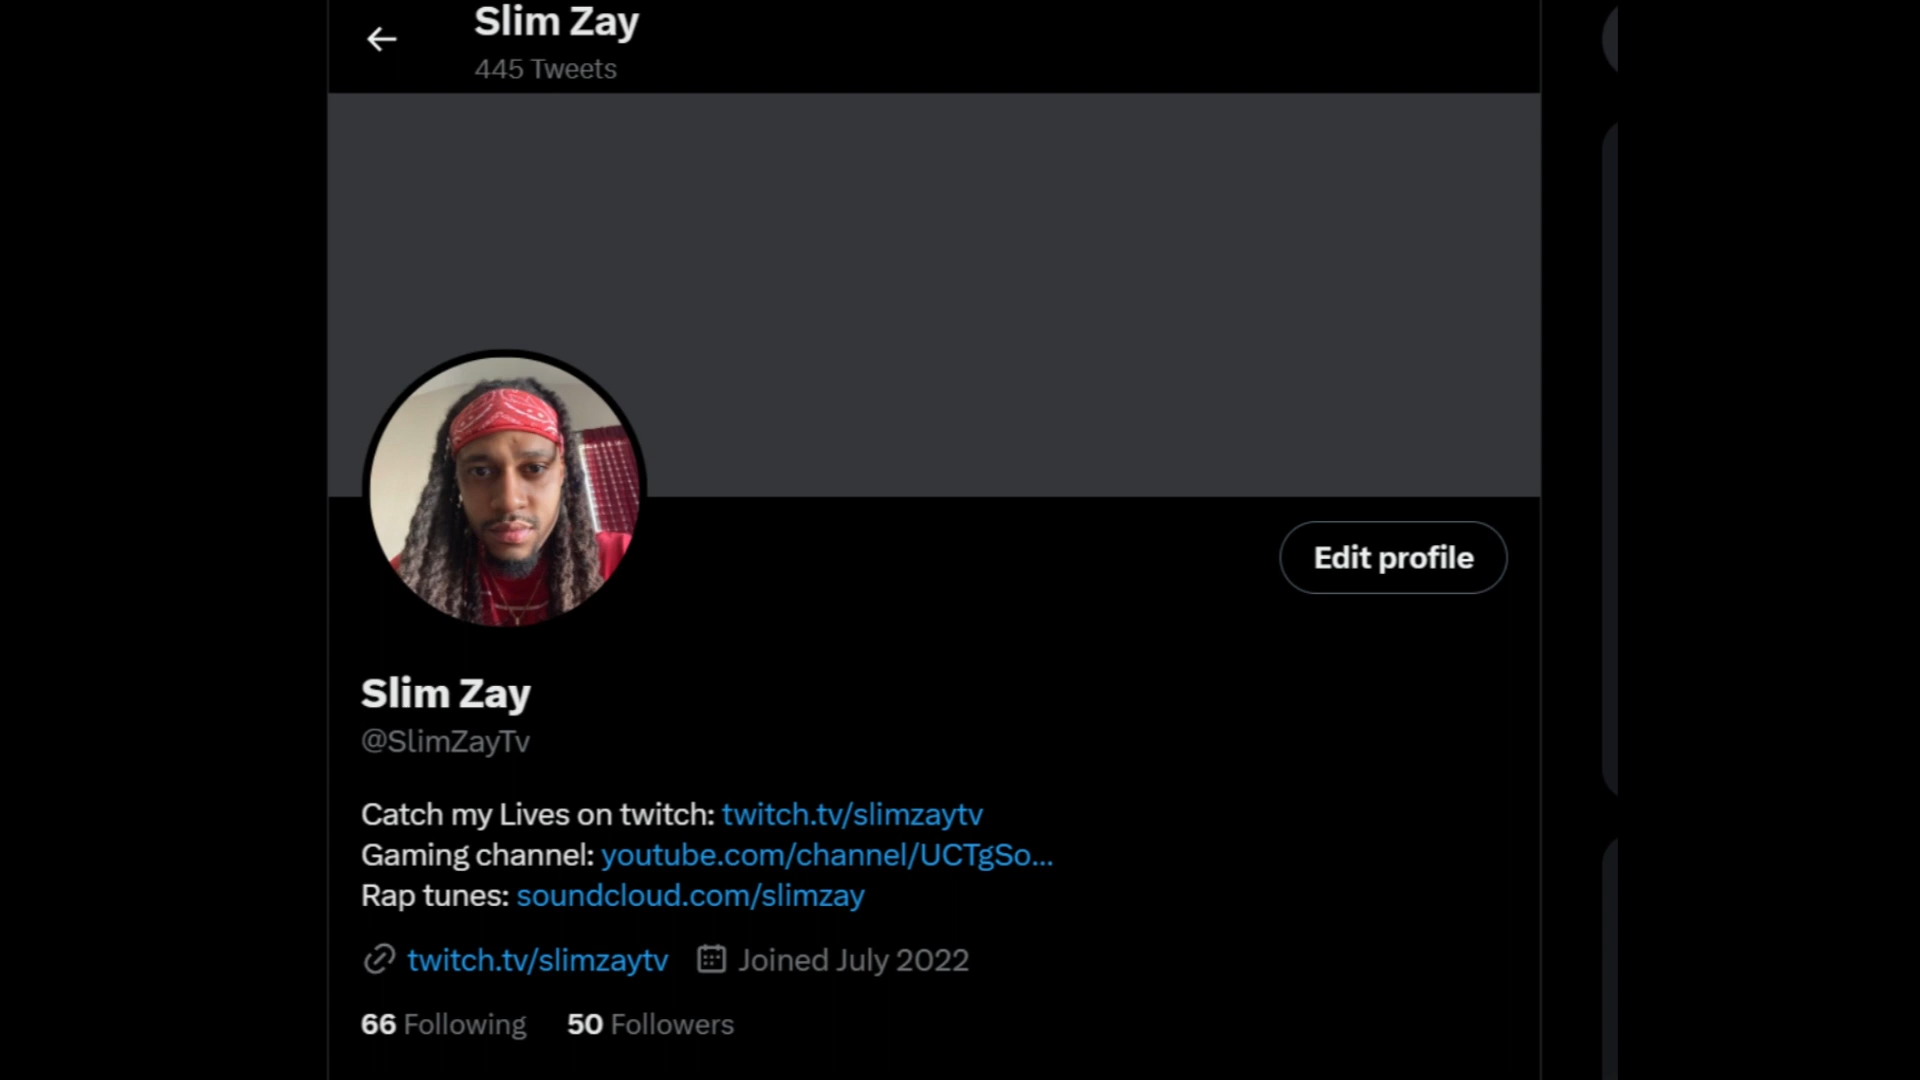 Slim Zay
445 Tweets
Edit profile
Slim Zay
@SlimZayTv
Catch my Lives on twitch: twitch.tv/slimzaytv
Gaming channel: youtube.com/channel/UCTgSo...
Rap tunes: soundcloud.com/slimzay
twitch.tv/slimzaytv Joined July 2022
66 Following 50 Followers